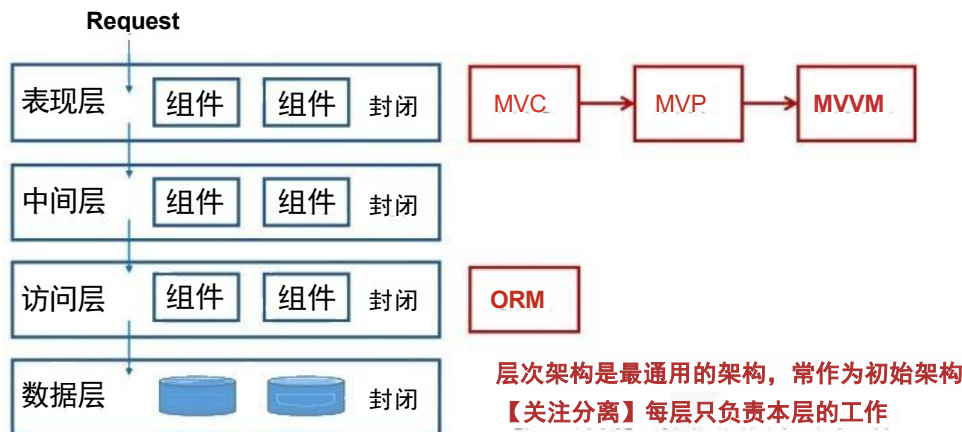 Request
表现层 组件 组件 封闭 MVC MVP MVVM
中间层 组件 组件 封闭
访问层 组件 组件 封闭 ORM
数据层 封闭
层次架构是最通用的架构，常作为初始架构
【关注分离】每层只负责本层的工作